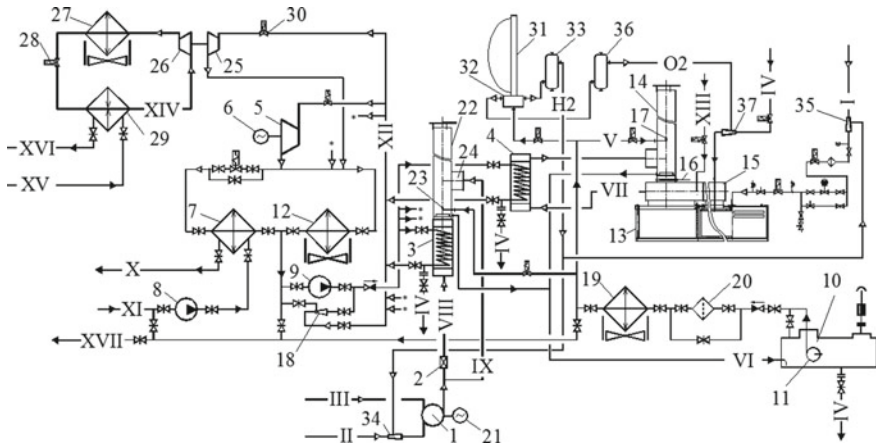 27 30 31 33 36
28 26 25 32 14 O2 IV I
6 5 22 H2 17 XIII 37 35
XIV 29 XII 4 V
XVI 24 16 15
XV 23 VII
7 12 3 IV 13
X 9 19 20
XI 8 IV VIII 10
XVII 18 IX VI 11
2 IV
III
II 34 1 21